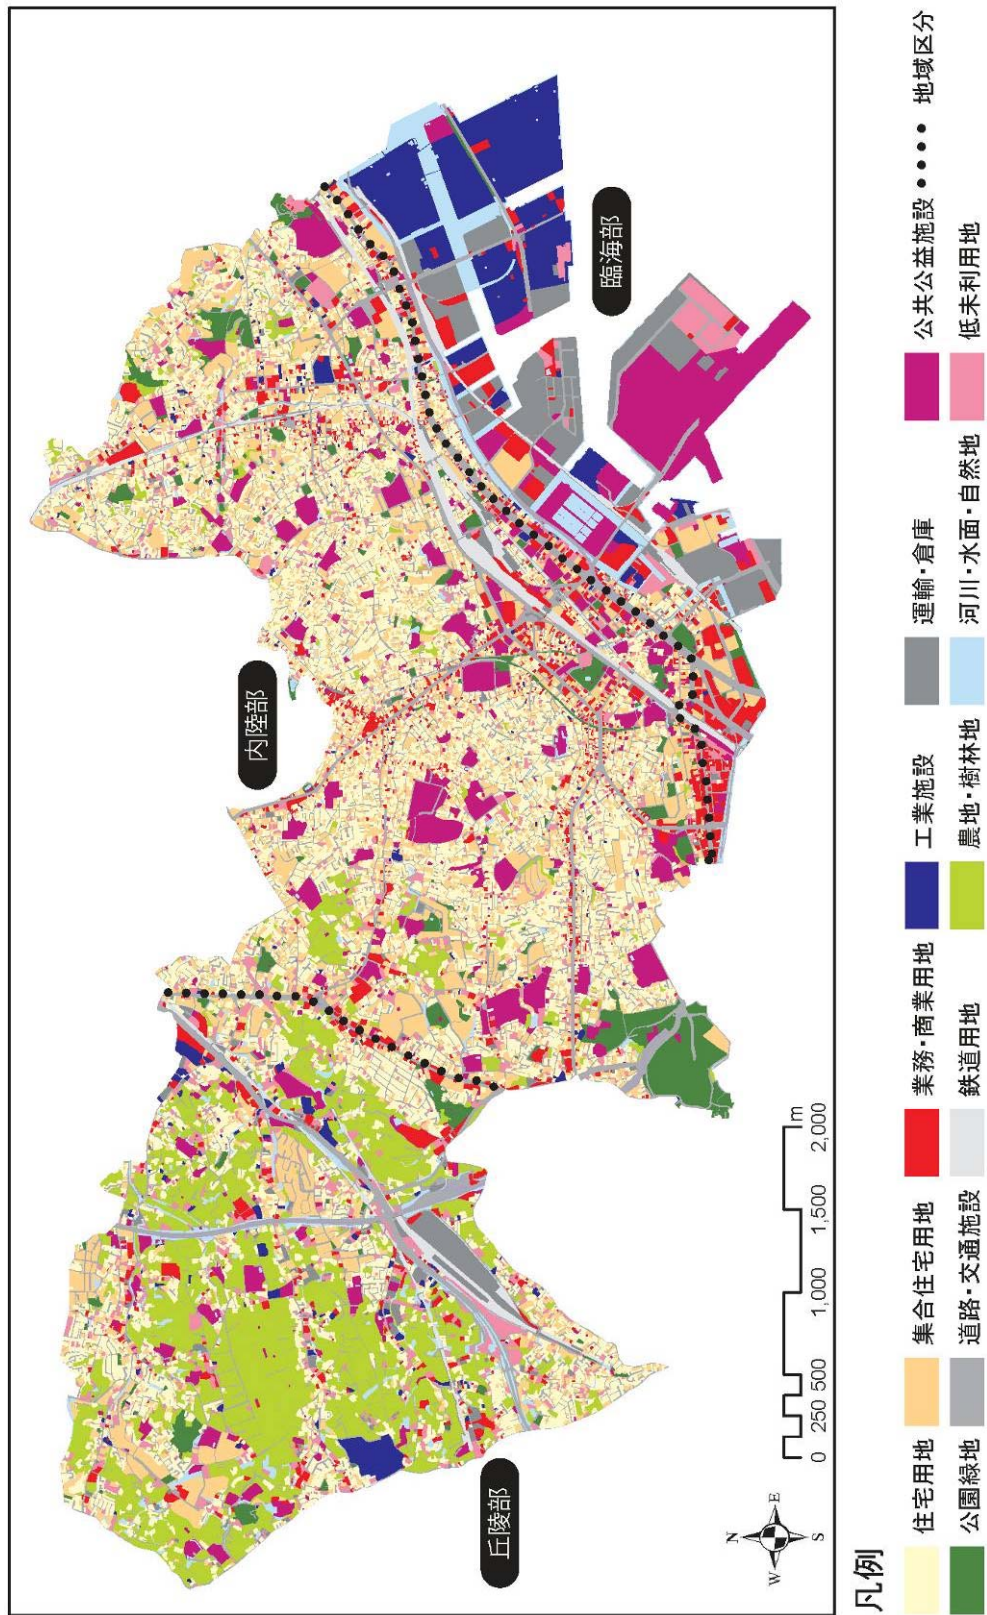 内陸部
臨海部
丘陵部
N
W E
S
0 250 500 1,000 1,500 2,000
m
凡例
住宅用地 集合住宅用地 業務・商業用地 工業施設 運輸・倉庫 公共公益施設 地域区分
公園緑地 道路・交通施設 鉄道用地 農地・樹林地 河川・水面・自然地 低未利用地